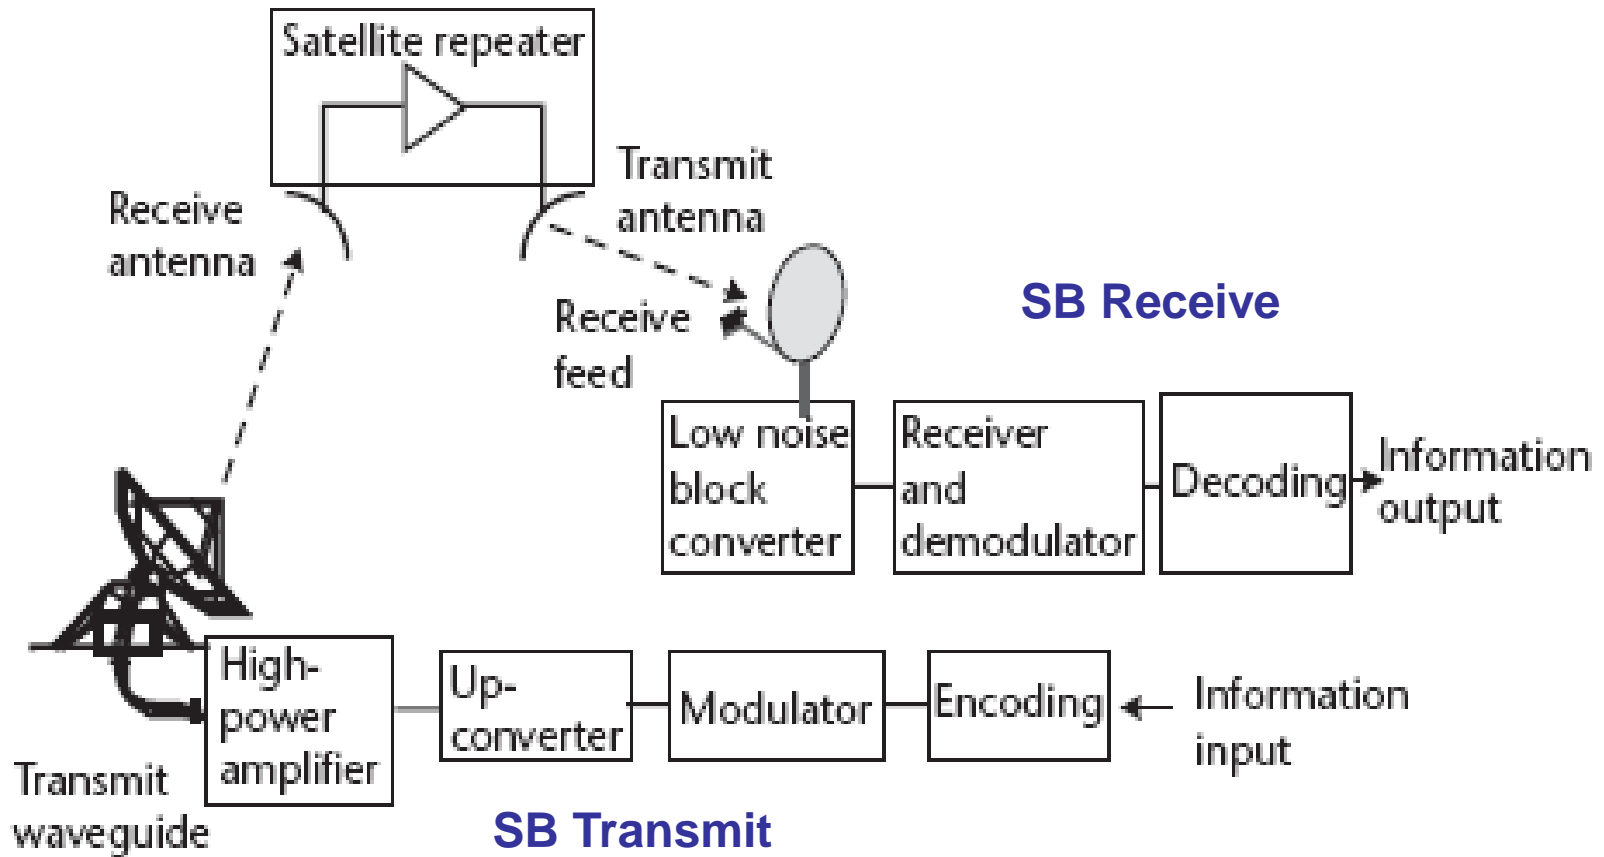 Satellite repeater
Receive
antenna
Transmit
antenna
Receive
feed
SB Receive
Low noise
block
converter
Receiver
and
demodulator
Decoding
Information
output
High-
power
amplifier
Up-
converter
Modulator
Encoding
Information
input
Transmit
waveguide
SB Transmit